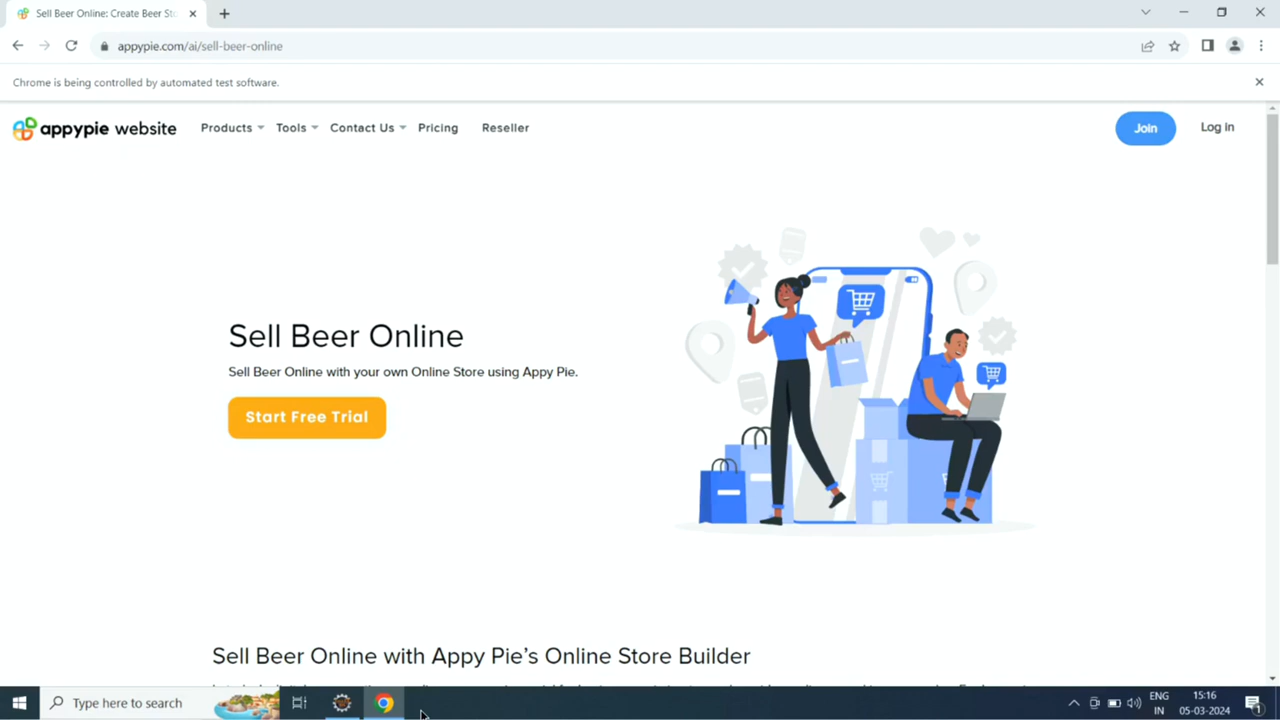 Sell Beer Online: Create Beer Sto
appypie.com/ai/sell-beer-online
Chrome is being controlled by automated test software.
appypie website
Products
Tools
Contact Us
Pricing
Reseller
Join
Log in
Sell Beer Online
Sell Beer Online with your own Online Store using Appy Pie.
Start Free Trial
Sell Beer Online with Appy Pie's Online Store Builder
Type here to search
ENG
IN
15:16
05-03-2024
1